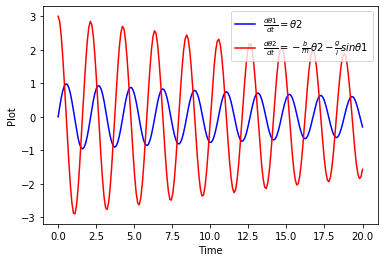 dθ1/dt = θ2
dθ2/dt = −b/m θ2 − g/l sinθ1
3
2
1
0
−1
−2
−3
Plot
0.0 2.5 5.0 7.5 10.0 12.5 15.0 17.5 20.0
Time